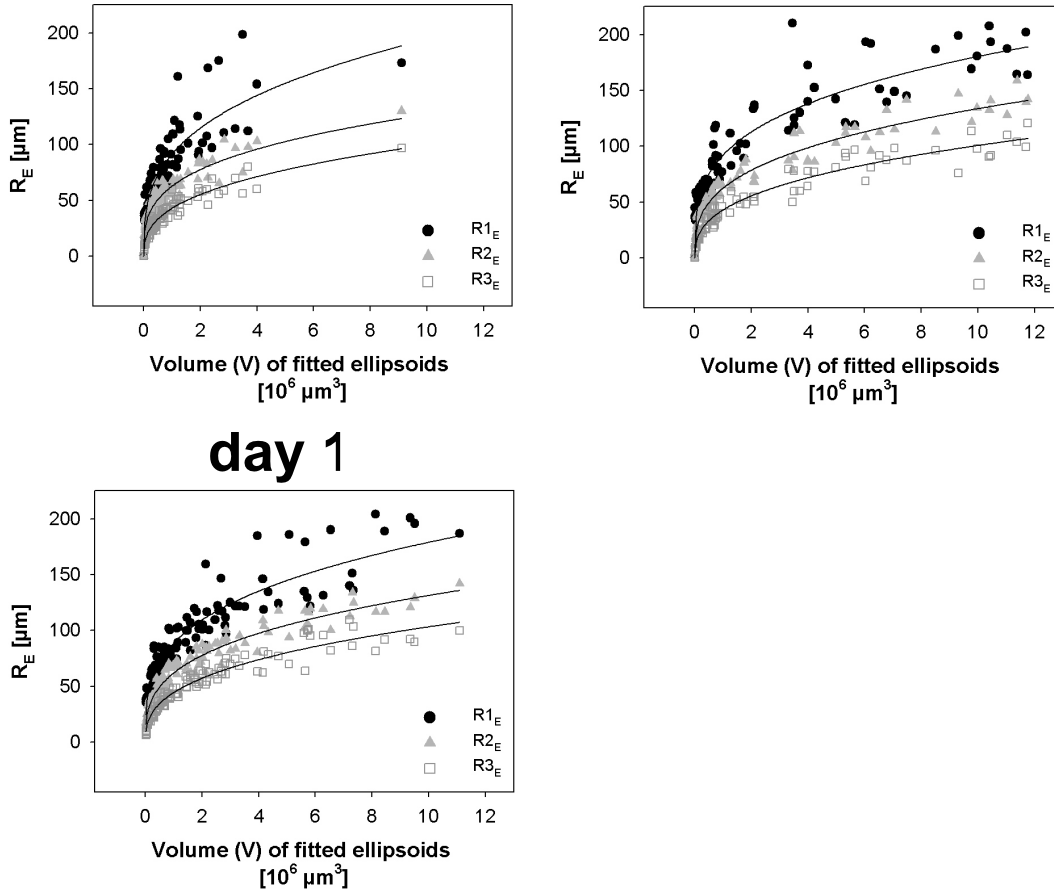 200
150
100
50
0
R_E [µm]
R1_E
R2_E
R3_E
0 2 4 6 8 10 12
Volume (V) of fitted ellipsoids
[10^6 µm^3]
200
150
100
50
0
R_E [µm]
R1_E
R2_E
R3_E
0 2 4 6 8 10 12
Volume (V) of fitted ellipsoids
[10^6 µm^3]
day 1
200
150
100
50
0
R_E [µm]
R1_E
R2_E
R3_E
0 2 4 6 8 10 12
Volume (V) of fitted ellipsoids
[10^6 µm^3]